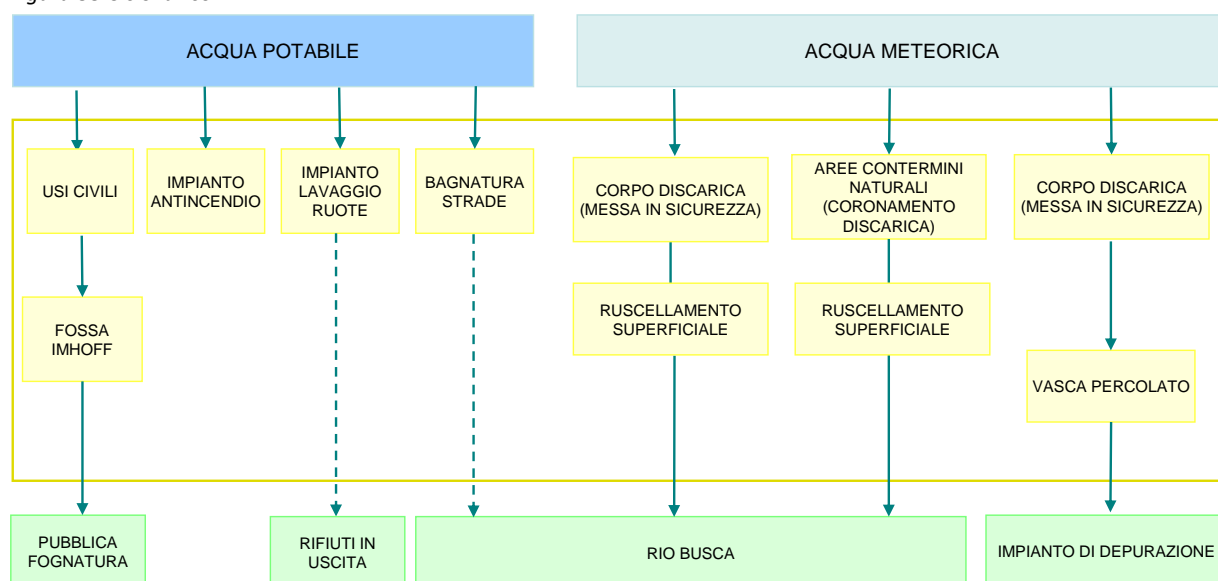 ACQUA POTABILE
ACQUA METEORICA
USI CIVILI
IMPIANTO
ANTINCENDIO
IMPIANTO
LAVAGGIO
RUOTE
BAGNATURA
STRADE
CORPO DISCARICA
(MESSA IN SICUREZZA)
AREE CONTERMINI
NATURALI
(CORONAMENTO
DISCARICA)
CORPO DISCARICA
(MESSA IN SICUREZZA)
FOSSA
IMHOFF
RUSCELLAMENTO
SUPERFICIALE
RUSCELLAMENTO
SUPERFICIALE
VASCA PERCOLATO
PUBBLICA
FOGNATURA
RIFIUTI IN
USCITA
RIO BUSCA
IMPIANTO DI DEPURAZIONE